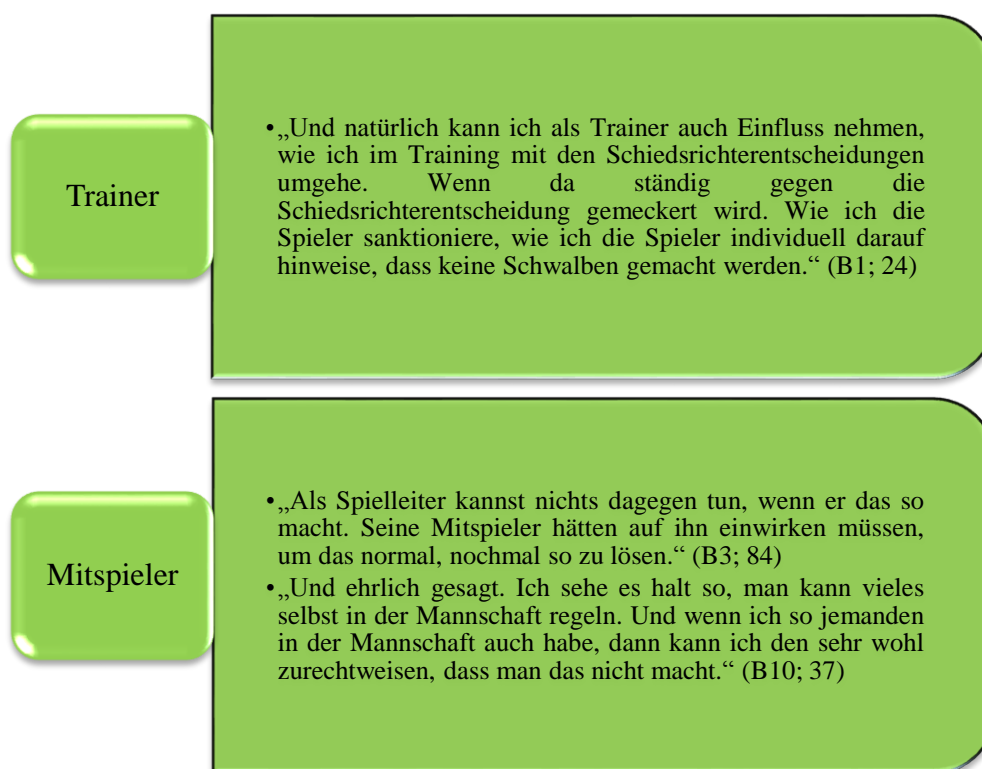 Trainer
•„Und natürlich kann ich als Trainer auch Einfluss nehmen,
wie ich im Training mit den Schiedsrichterentscheidungen
umgehe. Wenn da ständig gegen die
Schiedsrichterentscheidung gemeckert wird. Wie ich die
Spieler sanktioniere, wie ich die Spieler individuell darauf
hinweise, dass keine Schwalben gemacht werden.“ (B1; 24)
Mitspieler
•„Als Spielleiter kannst nichts dagegen tun, wenn er das so
macht. Seine Mitspieler hätten auf ihn einwirken müssen,
um das normal, nochmal so zu lösen.“ (B3; 84)
•„Und ehrlich gesagt. Ich sehe es halt so, man kann vieles
selbst in der Mannschaft regeln. Und wenn ich so jemanden
in der Mannschaft auch habe, dann kann ich den sehr wohl
zurechtweisen, dass man das nicht macht.“ (B10; 37)